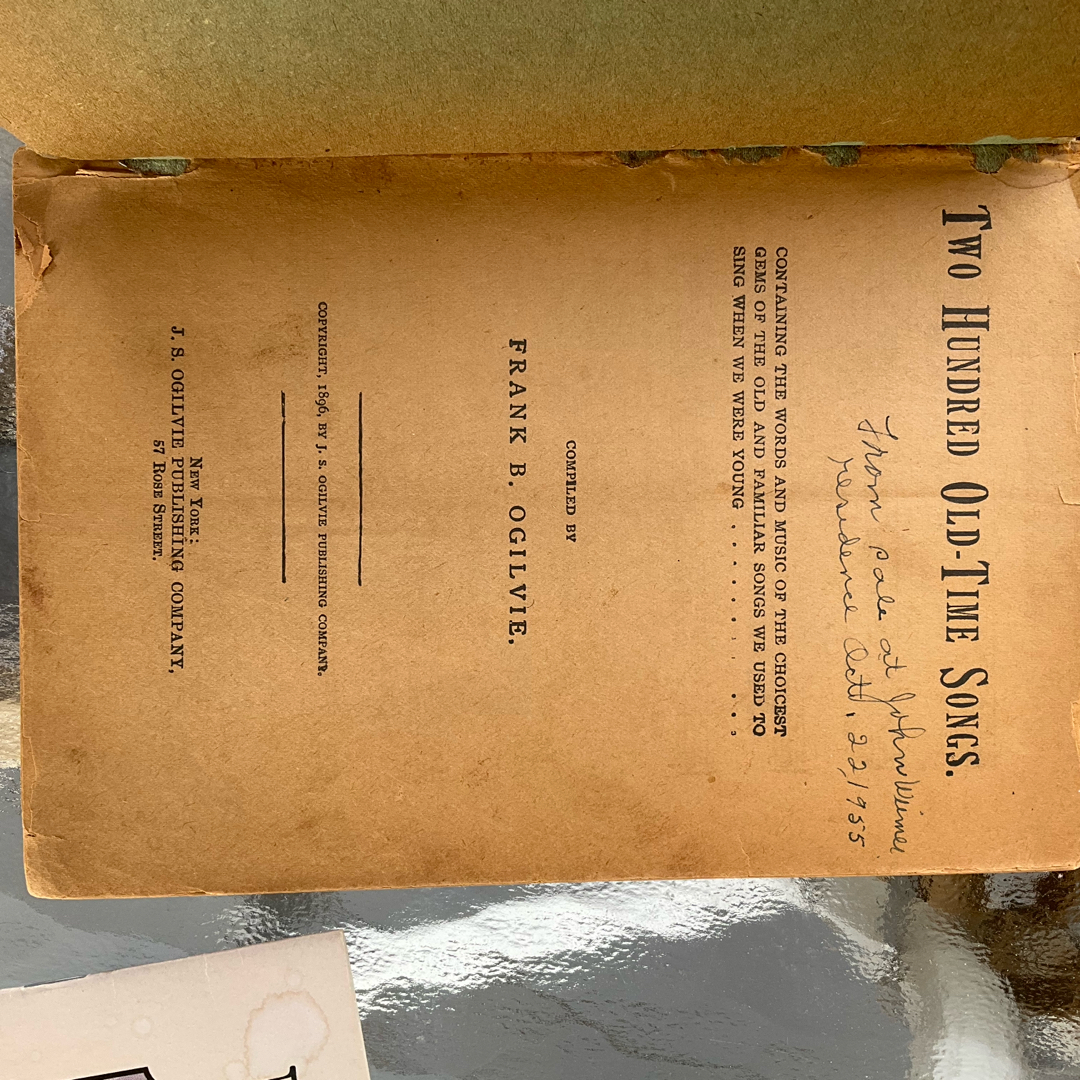 TWO HUNDRED OLD-TIME SONGS.
From sale at John Weimer
residence Oct. 22, 1955
CONTAINING THE WORDS AND MUSIC OF THE CHOICEST
GEMS OF THE OLD AND FAMILIAR SONGS WE USED TO
SING WHEN WE WERE YOUNG . . . . . . . . . .
COMPILED BY
FRANK B. OGILVIE.
COPYRIGHT, 1896, BY J. S. OGILVIE PUBLISHING COMPANY.
NEW YORK:
J. S. OGILVIE PUBLISHING COMPANY,
57 ROSE STREET.